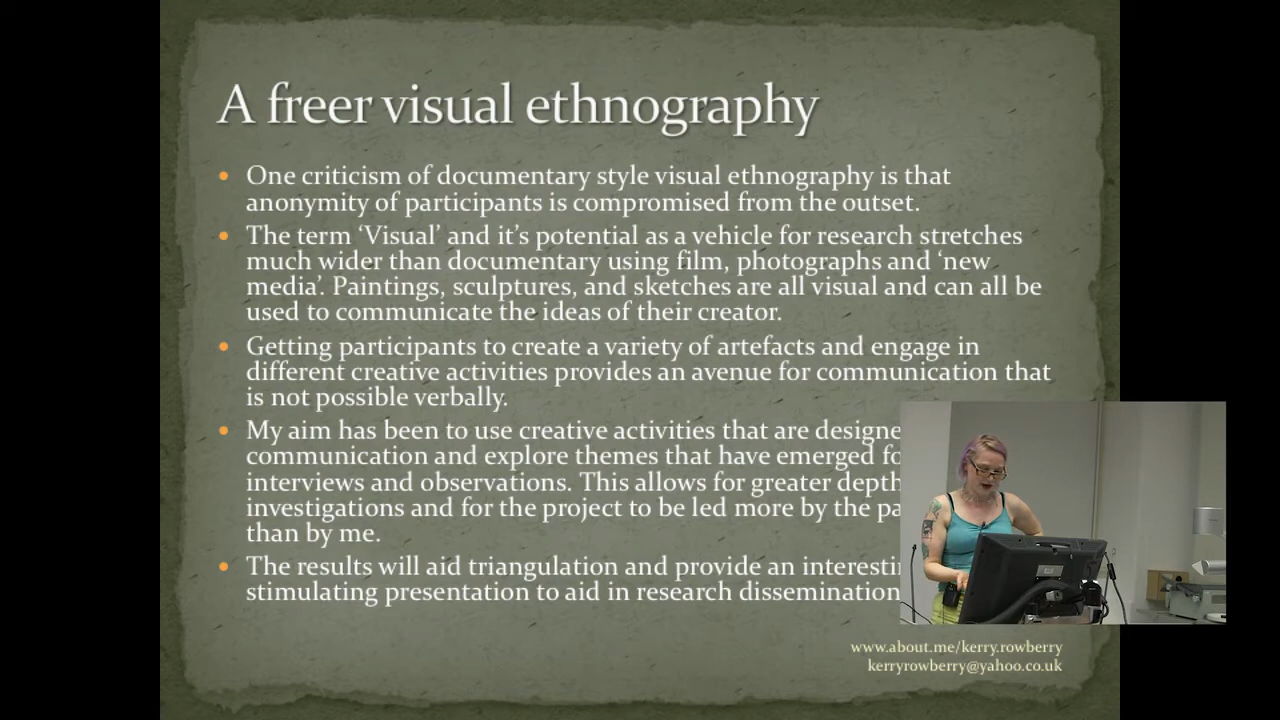 A freer visual ethnography
One criticism of documentary style visual ethnography is that
anonymity of participants is compromised from the outset.
The term ‘Visual’ and it’s potential as a vehicle for research stretches
much wider than documentary using film, photographs and ‘new
media’. Paintings, sculptures, and sketches are all visual and can all be
used to communicate the ideas of their creator.
Getting participants to create a variety of artefacts and engage in
different creative activities provides an avenue for communication that
is not possible verbally.
My aim has been to use creative activities that are
communication and explore themes that have emerged
interviews and observations. This allows for greater depth
investigations and for the project to be led more by the
than by me.
The results will aid triangulation and provide an
stimulating presentation to aid in research dissemination
www.about.me/kerry.rowberry
kerryrowberry@yahoo.co.uk